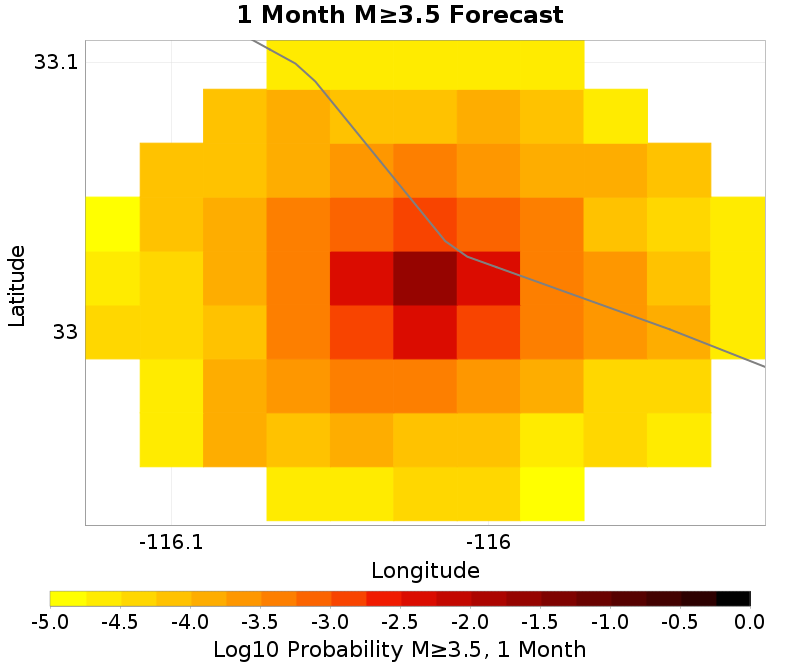 1 Month M≥3.5 Forecast
33.1
Latitude
33
-116.1 -116
Longitude
-5.0 -4.5 -4.0 -3.5 -3.0 -2.5 -2.0 -1.5 -1.0 -0.5 0.0
Log10 Probability M≥3.5, 1 Month